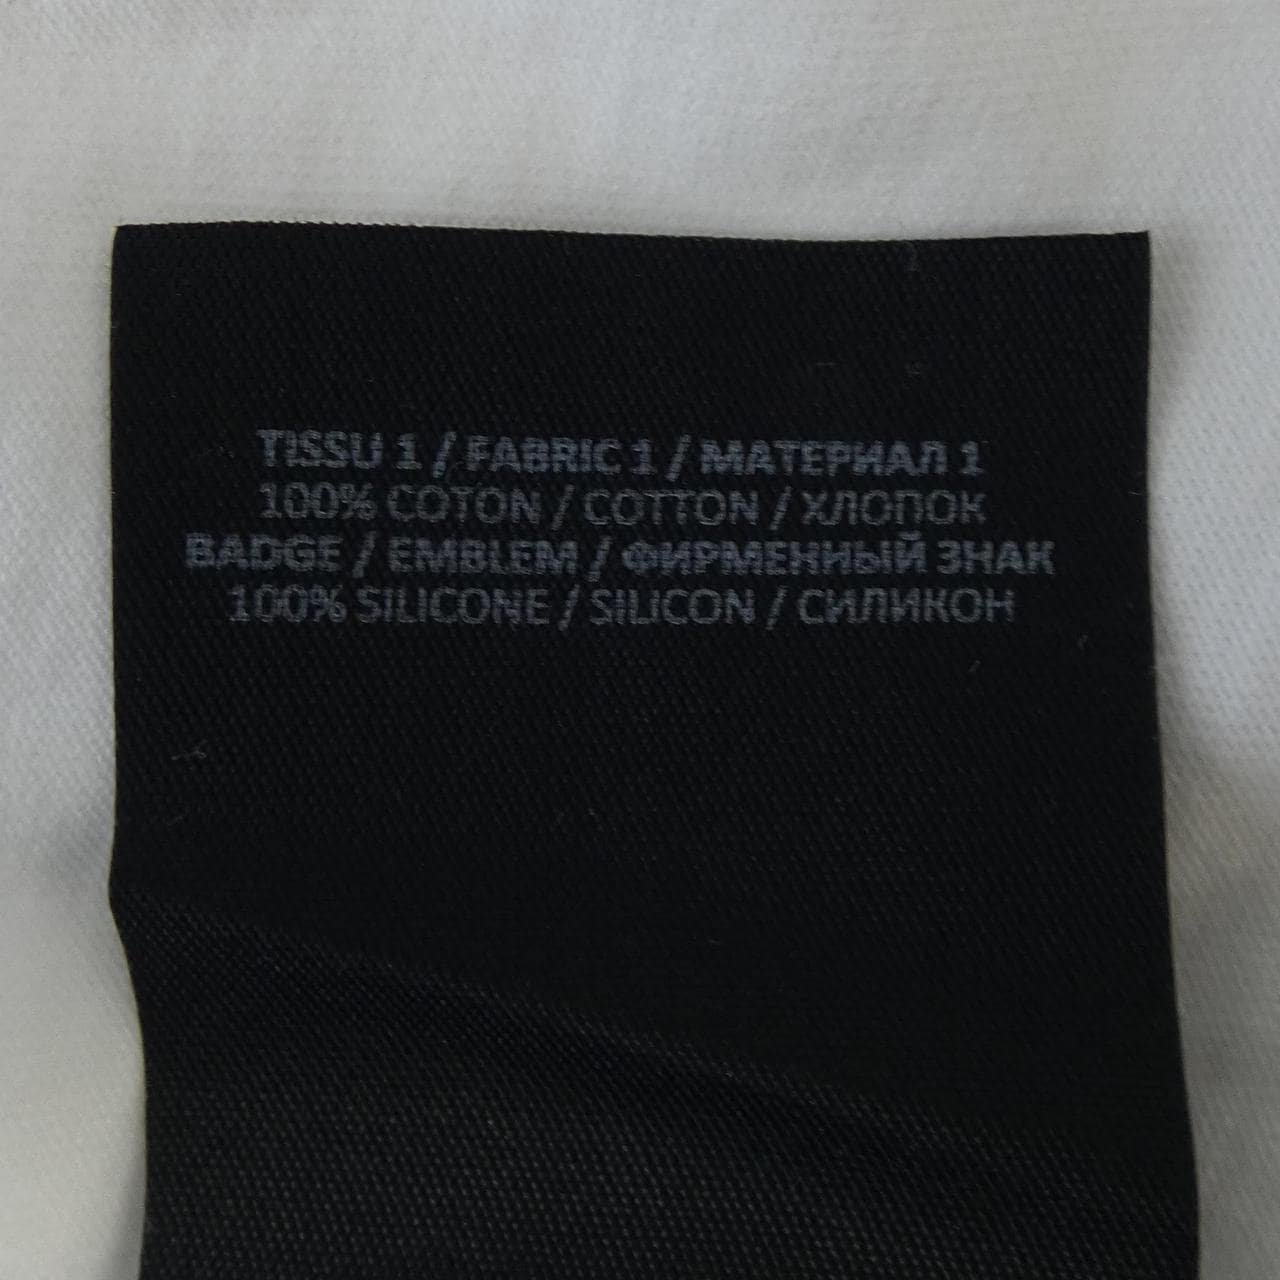 TISSU 1 / FABRIC 1 / МАТЕРИАЛ 1
100% COTON / COTTON / ХЛОПОК
BADGE / EMBLEM / ФИРМЕННЫЙ ЗНАК
100% SILICONE / SILICON / СИЛИКОН